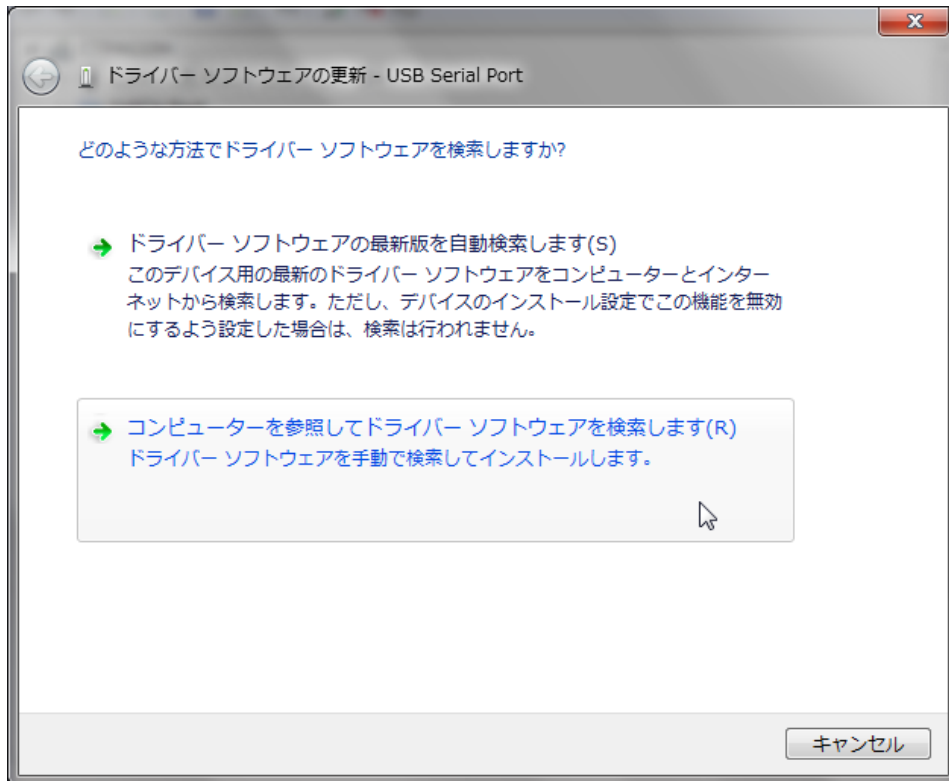 ドライバー ソフトウェアの更新 - USB Serial Port
どのような方法でドライバー ソフトウェアを検索しますか?
ドライバー ソフトウェアの最新版を自動検索します(S)
このデバイス用の最新のドライバー ソフトウェアをコンピューターとインター
ネットから検索します。ただし、デバイスのインストール設定でこの機能を無効
にするよう設定した場合は、検索は行われません。
コンピューターを参照してドライバー ソフトウェアを検索します(R)
ドライバー ソフトウェアを手動で検索してインストールします。
キャンセル